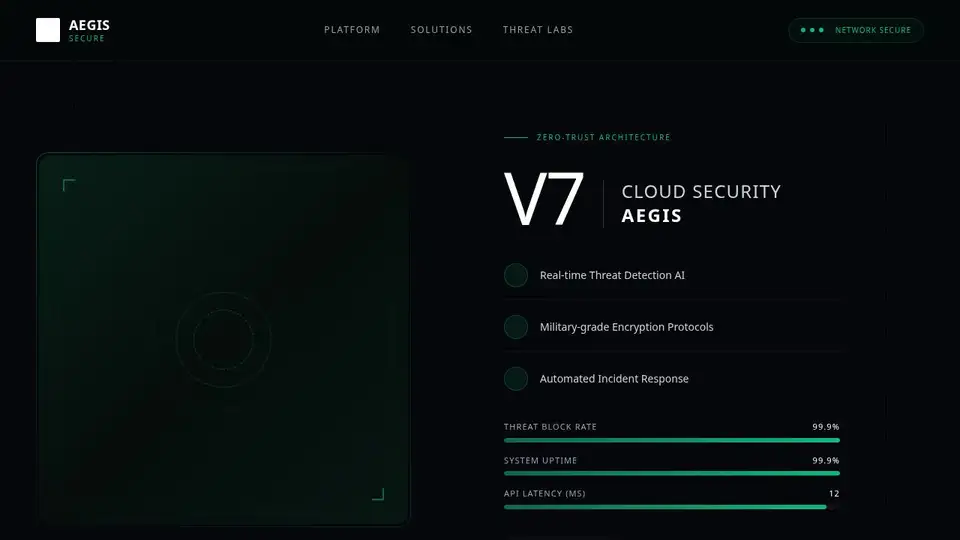 AEGIS
SECURE
PLATFORM
SOLUTIONS
THREAT LABS
NETWORK SECURE
ZERO-TRUST ARCHITECTURE
V7
CLOUD SECURITY
AEGIS
Real-time Threat Detection AI
Military-grade Encryption Protocols
Automated Incident Response
THREAT BLOCK RATE 99.9%
SYSTEM UPTIME 99.9%
API LATENCY (MS) 12